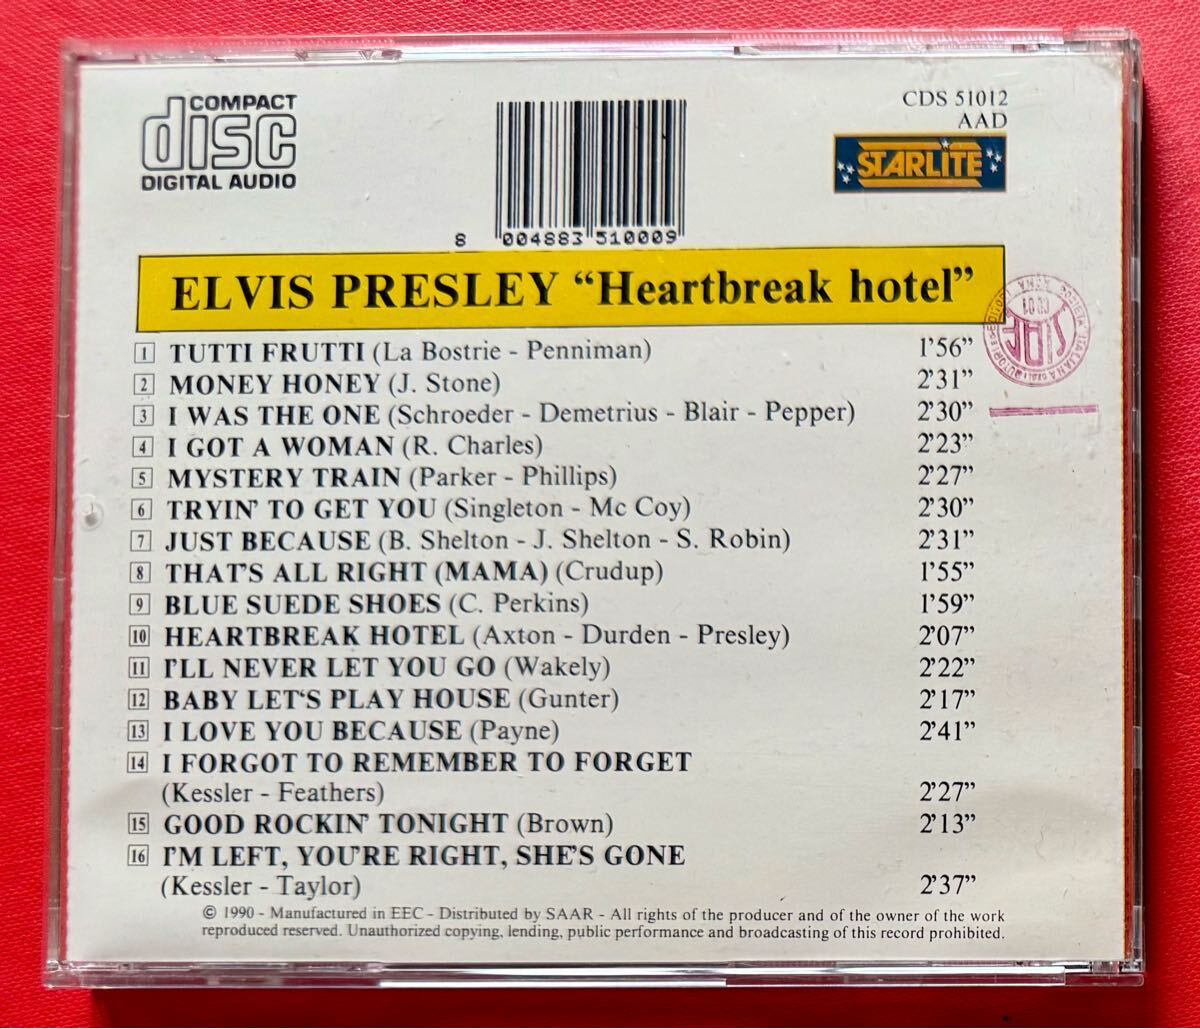 COMPACT
disc
DIGITAL AUDIO
8 004883 510009
CDS 51012
AAD
STARLITE
ELVIS PRESLEY “Heartbreak hotel”
1 TUTTI FRUTTI (La Bostrie - Penniman) 1’56”
2 MONEY HONEY (J. Stone) 2’31”
3 I WAS THE ONE (Schroeder - Demetrius - Blair - Pepper) 2’30”
4 I GOT A WOMAN (R. Charles) 2’23”
5 MYSTERY TRAIN (Parker - Phillips) 2’27”
6 TRYIN’ TO GET YOU (Singleton - Mc Coy) 2’30”
7 JUST BECAUSE (B. Shelton - J. Shelton - S. Robin) 2’31”
8 THAT’S ALL RIGHT (MAMA) (Crudup) 1’55”
9 BLUE SUEDE SHOES (C. Perkins) 1’59”
10 HEARTBREAK HOTEL (Axton - Durden - Presley) 2’07”
11 I’LL NEVER LET YOU GO (Wakely) 2’22”
12 BABY LET‘S PLAY HOUSE (Gunter) 2’17”
13 I LOVE YOU BECAUSE (Payne) 2’41”
14 I FORGOT TO REMEMBER TO FORGET
(Kessler - Feathers) 2’27”
15 GOOD ROCKIN’ TONIGHT (Brown) 2’13”
16 I’M LEFT, YOU’RE RIGHT, SHE’S GONE
(Kessler - Taylor) 2’37”
© 1990 - Manufactured in EEC - Distributed by SAAR - All rights of the producer and of the owner of the work
reproduced reserved. Unauthorized copying, lending, public performance and broadcasting of this record prohibited.
SIAE